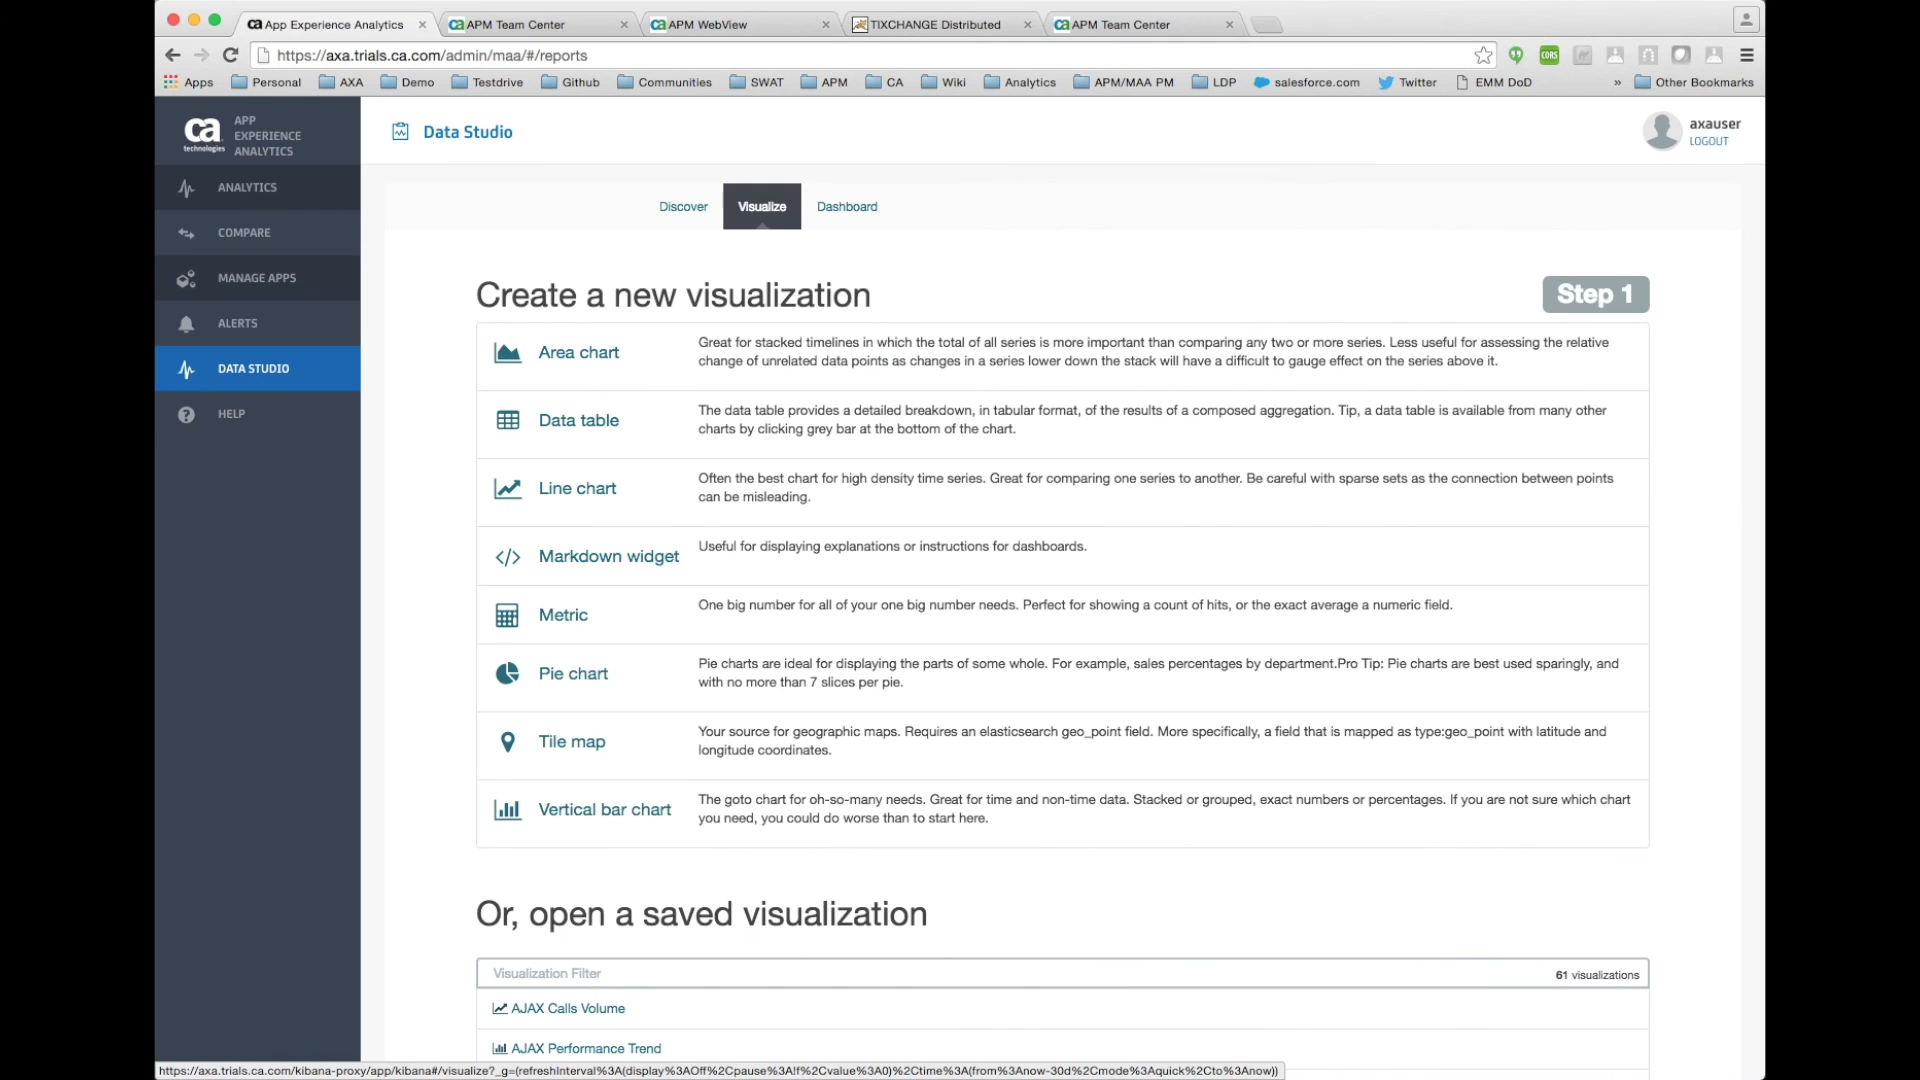 App Experience Analytics
APM Team Center
APM WebView
TIXCHANGE Distributed
APM Team Center
https://axa.trials.ca.com/admin/maa/#/reports
CORS
Apps
Personal
AXA
Demo
Testdrive
Github
Communities
SWAT
APM
CA
Wiki
Analytics
APM/MAA PM
LDP
salesforce.com
Twitter
EMM DoD
»
Other Bookmarks
ca
technologies
APP
EXPERIENCE
ANALYTICS
Data Studio
axauser
LOGOUT
ANALYTICS
COMPARE
MANAGE APPS
ALERTS
DATA STUDIO
HELP
Discover
Visualize
Dashboard
Create a new visualization
Step 1
Area chart
Great for stacked timelines in which the total of all series is more important than comparing any two or more series. Less useful for assessing the relative
change of unrelated data points as changes in a series lower down the stack will have a difficult to gauge effect on the series above it.
Data table
The data table provides a detailed breakdown, in tabular format, of the results of a composed aggregation. Tip, a data table is available from many other
charts by clicking grey bar at the bottom of the chart.
Line chart
Often the best chart for high density time series. Great for comparing one series to another. Be careful with sparse sets as the connection between points
can be misleading.
Markdown widget
Useful for displaying explanations or instructions for dashboards.
Metric
One big number for all of your one big number needs. Perfect for showing a count of hits, or the exact average a numeric field.
Pie chart
Pie charts are ideal for displaying the parts of some whole. For example, sales percentages by department.Pro Tip: Pie charts are best used sparingly, and
with no more than 7 slices per pie.
Tile map
Your source for geographic maps. Requires an elasticsearch geo_point field. More specifically, a field that is mapped as type:geo_point with latitude and
longitude coordinates.
Vertical bar chart
The goto chart for oh-so-many needs. Great for time and non-time data. Stacked or grouped, exact numbers or percentages. If you are not sure which chart
you need, you could do worse than to start here.
Or, open a saved visualization
Visualization Filter
61 visualizations
AJAX Calls Volume
AJAX Performance Trend
https://axa.trials.ca.com/kibana-proxy/app/kibana#/visualize?_g=(refreshInterval%3A(display%3AOff%2Cpause%3A!f%2Cvalue%3A0)%2Ctime%3A(from%3Anow-30d%2Cmode%3Aquick%2Cto%3Anow))